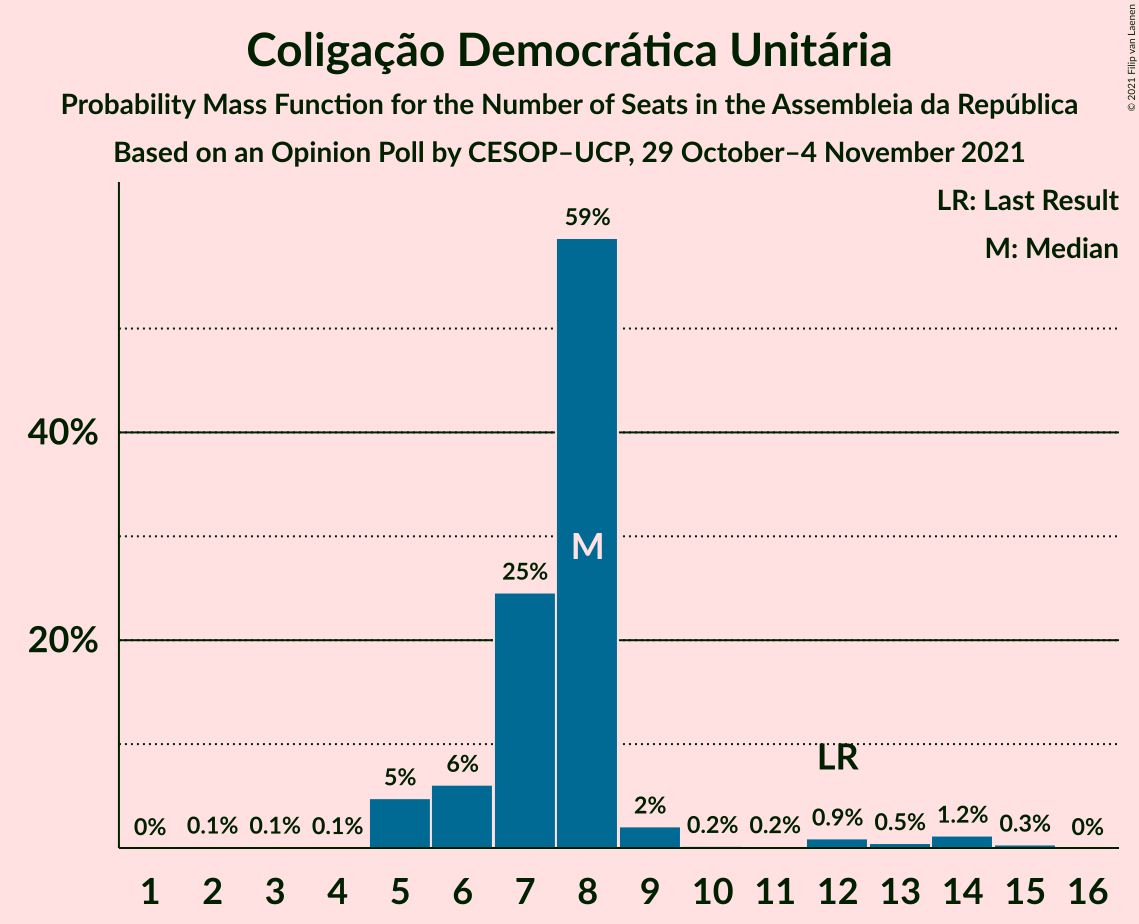 Coligação Democrática Unitária
Probability Mass Function for the Number of Seats in the Assembleia da República
Based on an Opinion Poll by CESOP–UCP, 29 October–4 November 2021
© 2021 Filip van Laenen
LR: Last Result
M: Median
59%
40%
M
25%
20%
LR
0% 0.1% 0.1% 0.1% 5% 6% 2% 0.2% 0.2% 0.9% 0.5% 1.2% 0.3% 0%
1 2 3 4 5 6 7 8 9 10 11 12 13 14 15 16